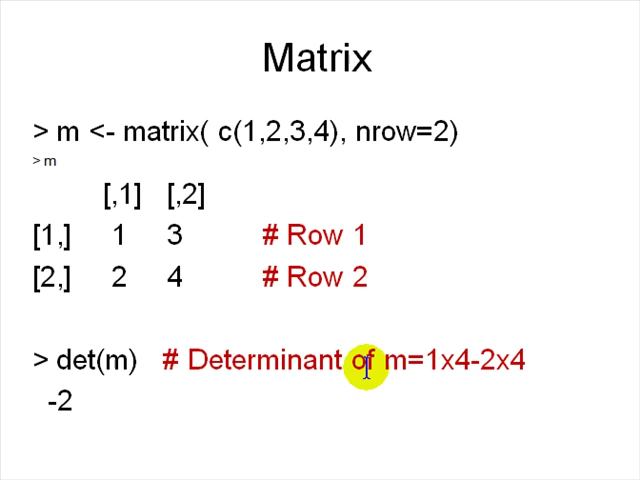 Matrix
> m <- matrix( c(1,2,3,4), nrow=2)
> m
[,1] [,2]
[1,] 1 3 # Row 1
[2,] 2 4 # Row 2
> det(m) # Determinant of m=1x4-2x4
-2